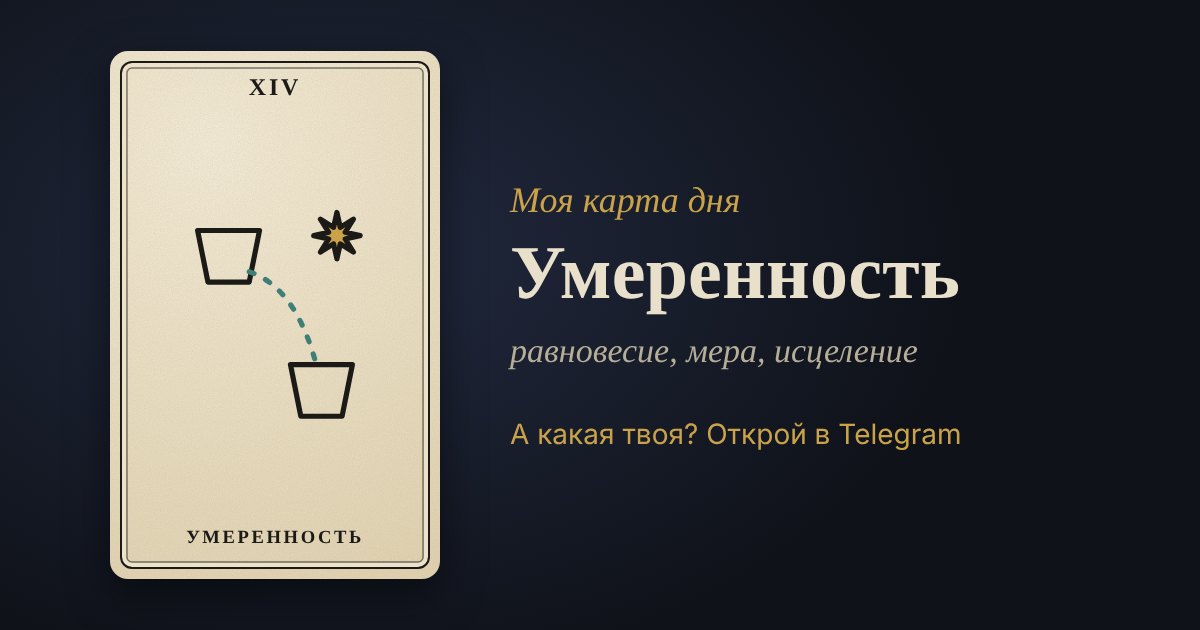 XIV
УМЕРЕННОСТЬ
Моя карта дня
Умеренность
равновесие, мера, исцеление
А какая твоя? Открой в Telegram